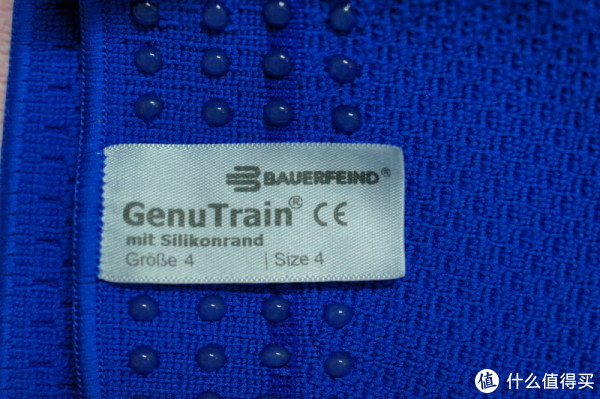 BAUERFEIND®
GenuTrain® CE
mit Silikonrand
Größe 4 | Size 4
值 什么值得买